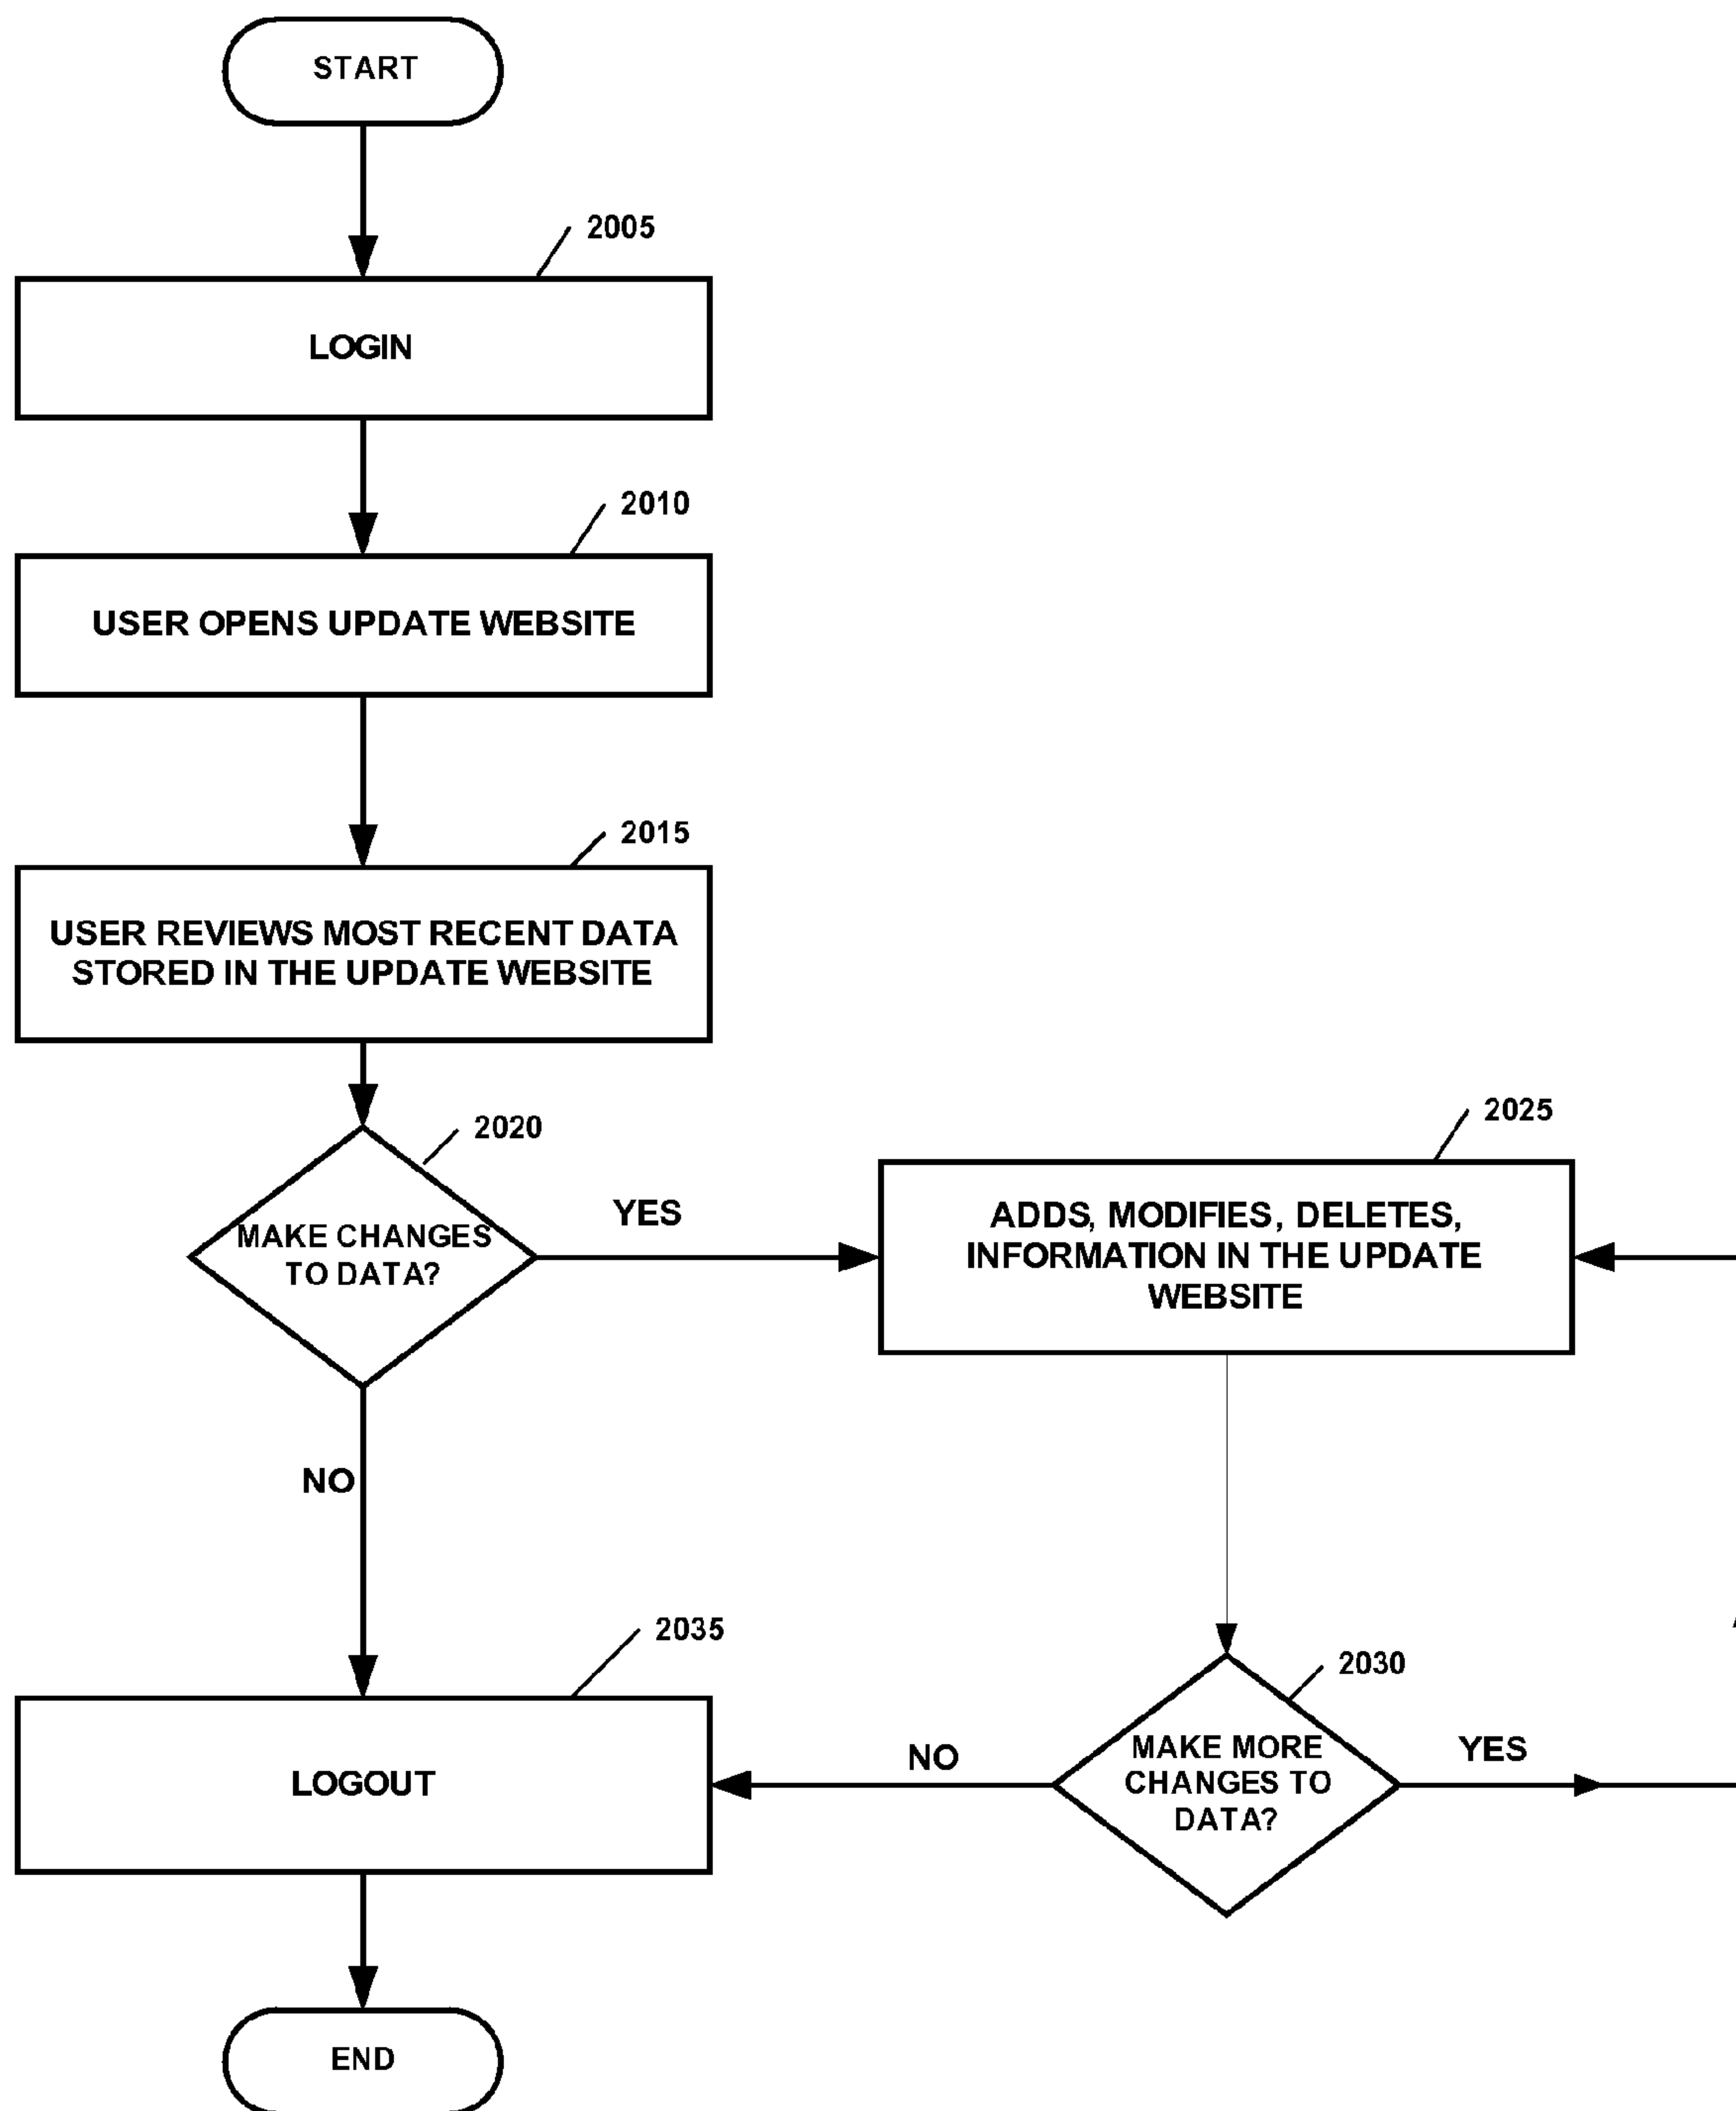 START
2005
LOGIN
2010
USER OPENS UPDATE WEBSITE
2015
USER REVIEWS MOST RECENT DATA
STORED IN THE UPDATE WEBSITE
2020
MAKE CHANGES
TO DATA?
YES
2025
ADDS, MODIFIES, DELETES,
INFORMATION IN THE UPDATE
WEBSITE
NO
2035
LOGOUT
NO
2030
MAKE MORE
CHANGES TO
DATA?
YES
END